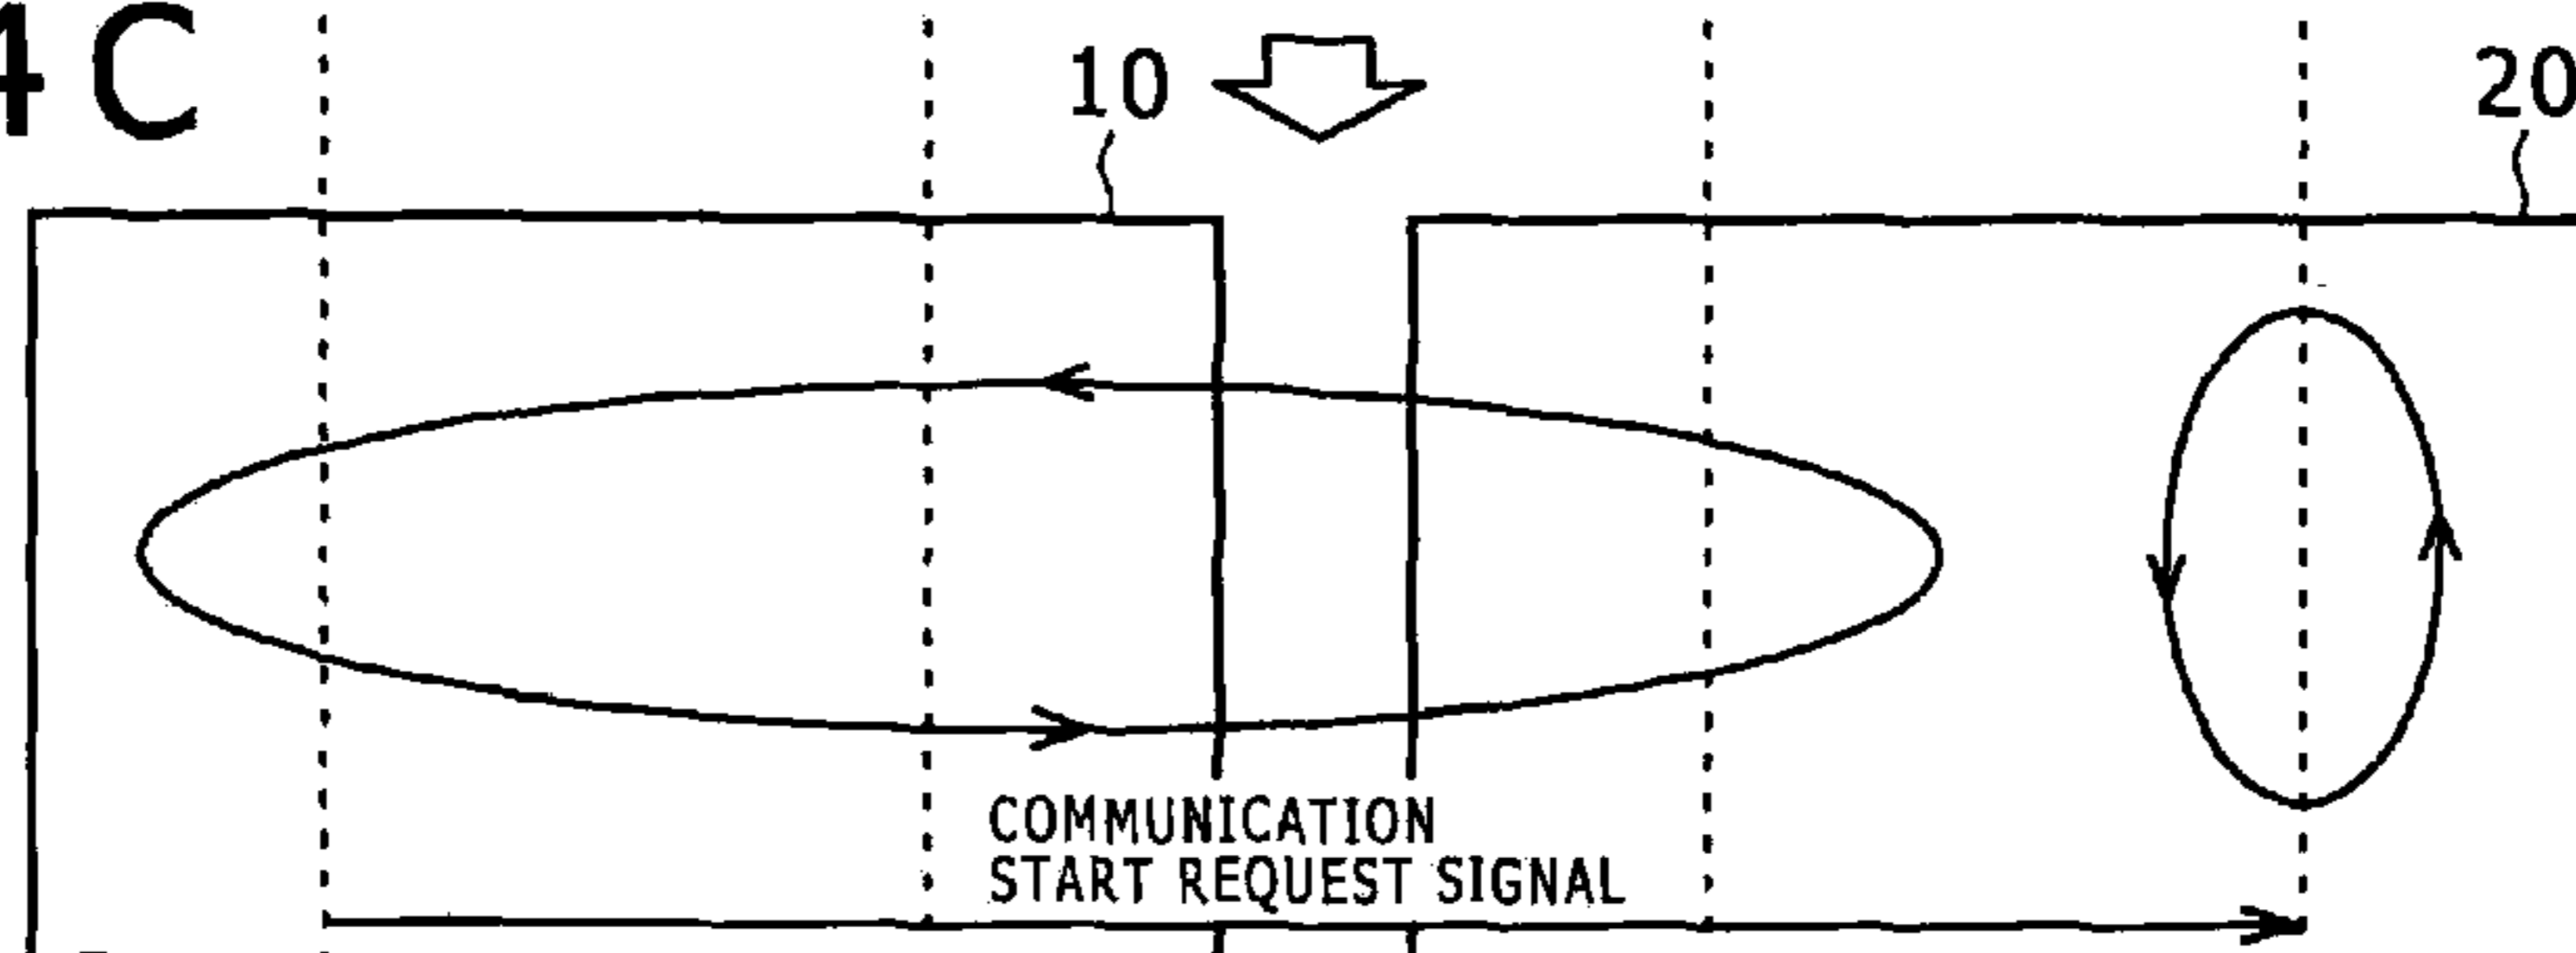 4C
10
20
COMMUNICATION
START REQUEST SIGNAL